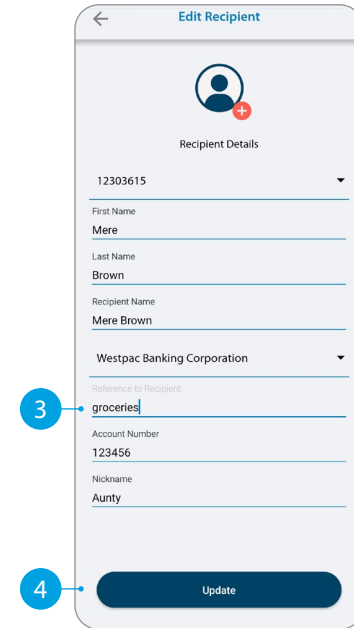 Edit Recipient
Recipient Details
12303615
First Name
Mere
Last Name
Brown
Recipient Name
Mere Brown
Westpac Banking Corporation
Reference to Recipient
3
groceries
Account Number
123456
Nickname
Aunty
4
Update